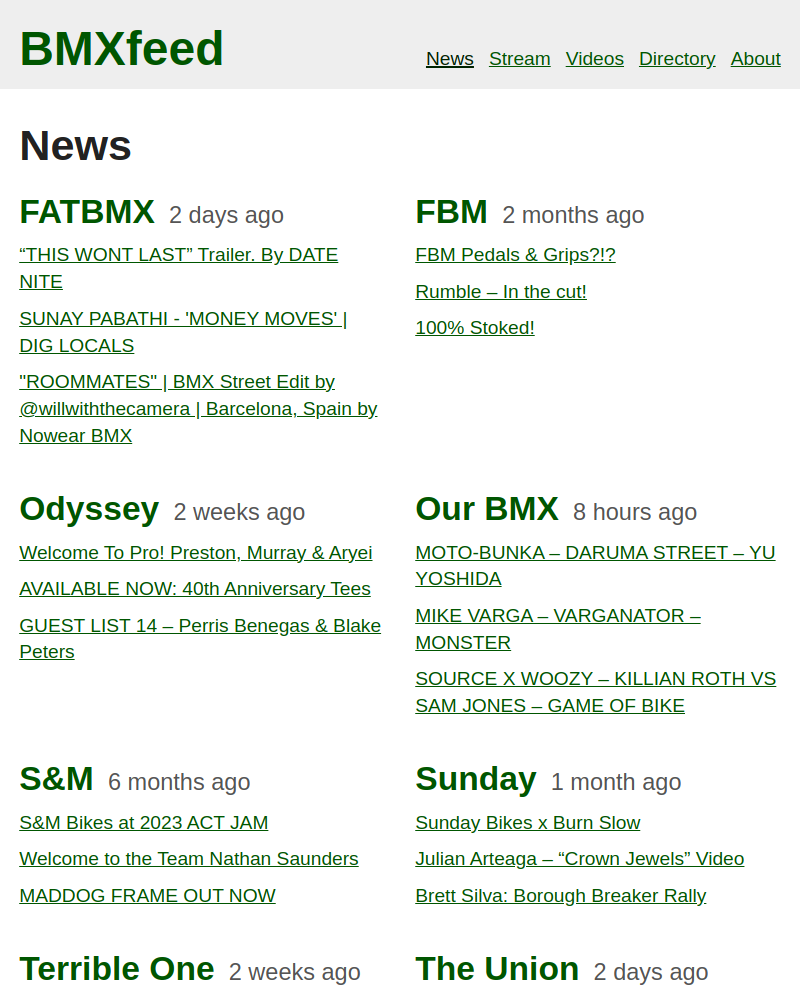 BMXfeed
News Stream Videos Directory About
News
FATBMX 2 days ago
“THIS WONT LAST” Trailer. By DATE
NITE
SUNAY PABATHI - 'MONEY MOVES' |
DIG LOCALS
"ROOMMATES" | BMX Street Edit by
@willwiththecamera | Barcelona, Spain by
Nowear BMX
FBM 2 months ago
FBM Pedals & Grips?!?
Rumble – In the cut!
100% Stoked!
Odyssey 2 weeks ago
Welcome To Pro! Preston, Murray & Aryei
AVAILABLE NOW: 40th Anniversary Tees
GUEST LIST 14 – Perris Benegas & Blake
Peters
Our BMX 8 hours ago
MOTO-BUNKA – DARUMA STREET – YU
YOSHIDA
MIKE VARGA – VARGANATOR –
MONSTER
SOURCE X WOOZY – KILLIAN ROTH VS
SAM JONES – GAME OF BIKE
S&M 6 months ago
S&M Bikes at 2023 ACT JAM
Welcome to the Team Nathan Saunders
MADDOG FRAME OUT NOW
Sunday 1 month ago
Sunday Bikes x Burn Slow
Julian Arteaga – “Crown Jewels” Video
Brett Silva: Borough Breaker Rally
Terrible One 2 weeks ago
The Union 2 days ago